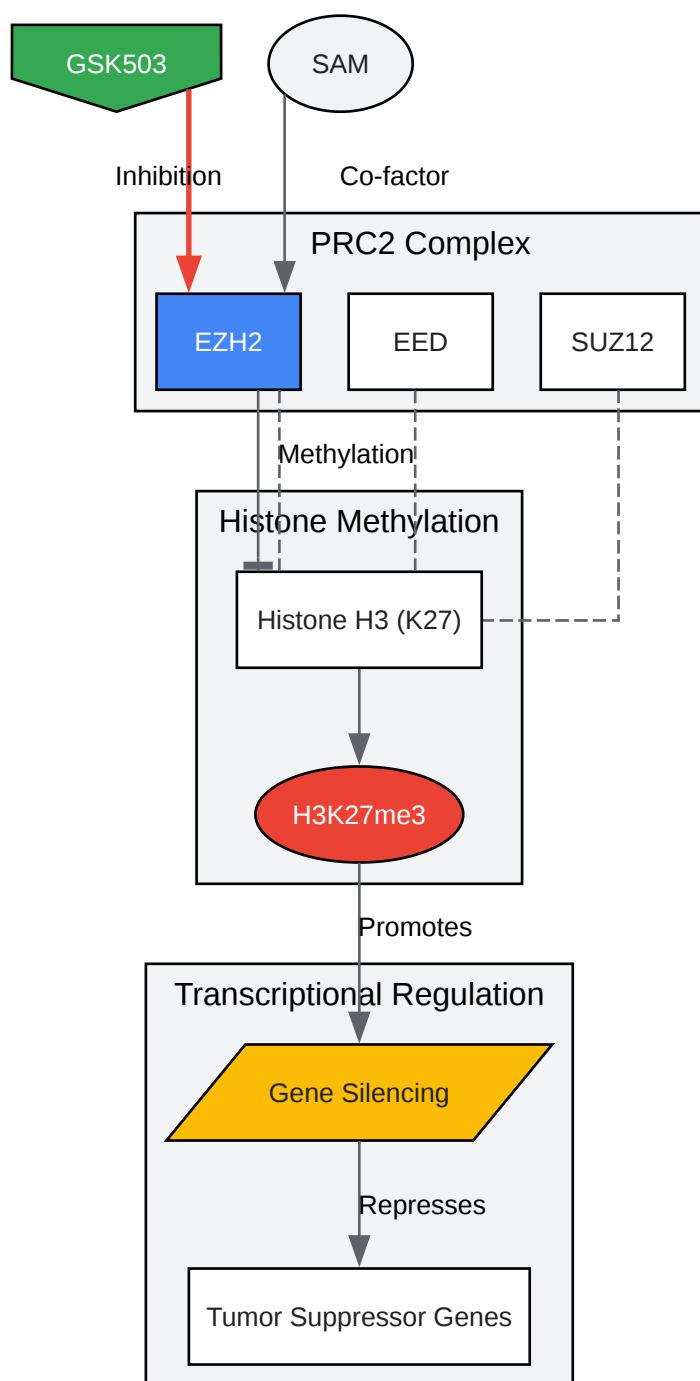 GSK503
SAM
Inhibition
Co-factor
PRC2 Complex
EZH2
EED
SUZ12
Methylation
Histone Methylation
Histone H3 (K27)
H3K27me3
Promotes
Transcriptional Regulation
Gene Silencing
Represses
Tumor Suppressor Genes